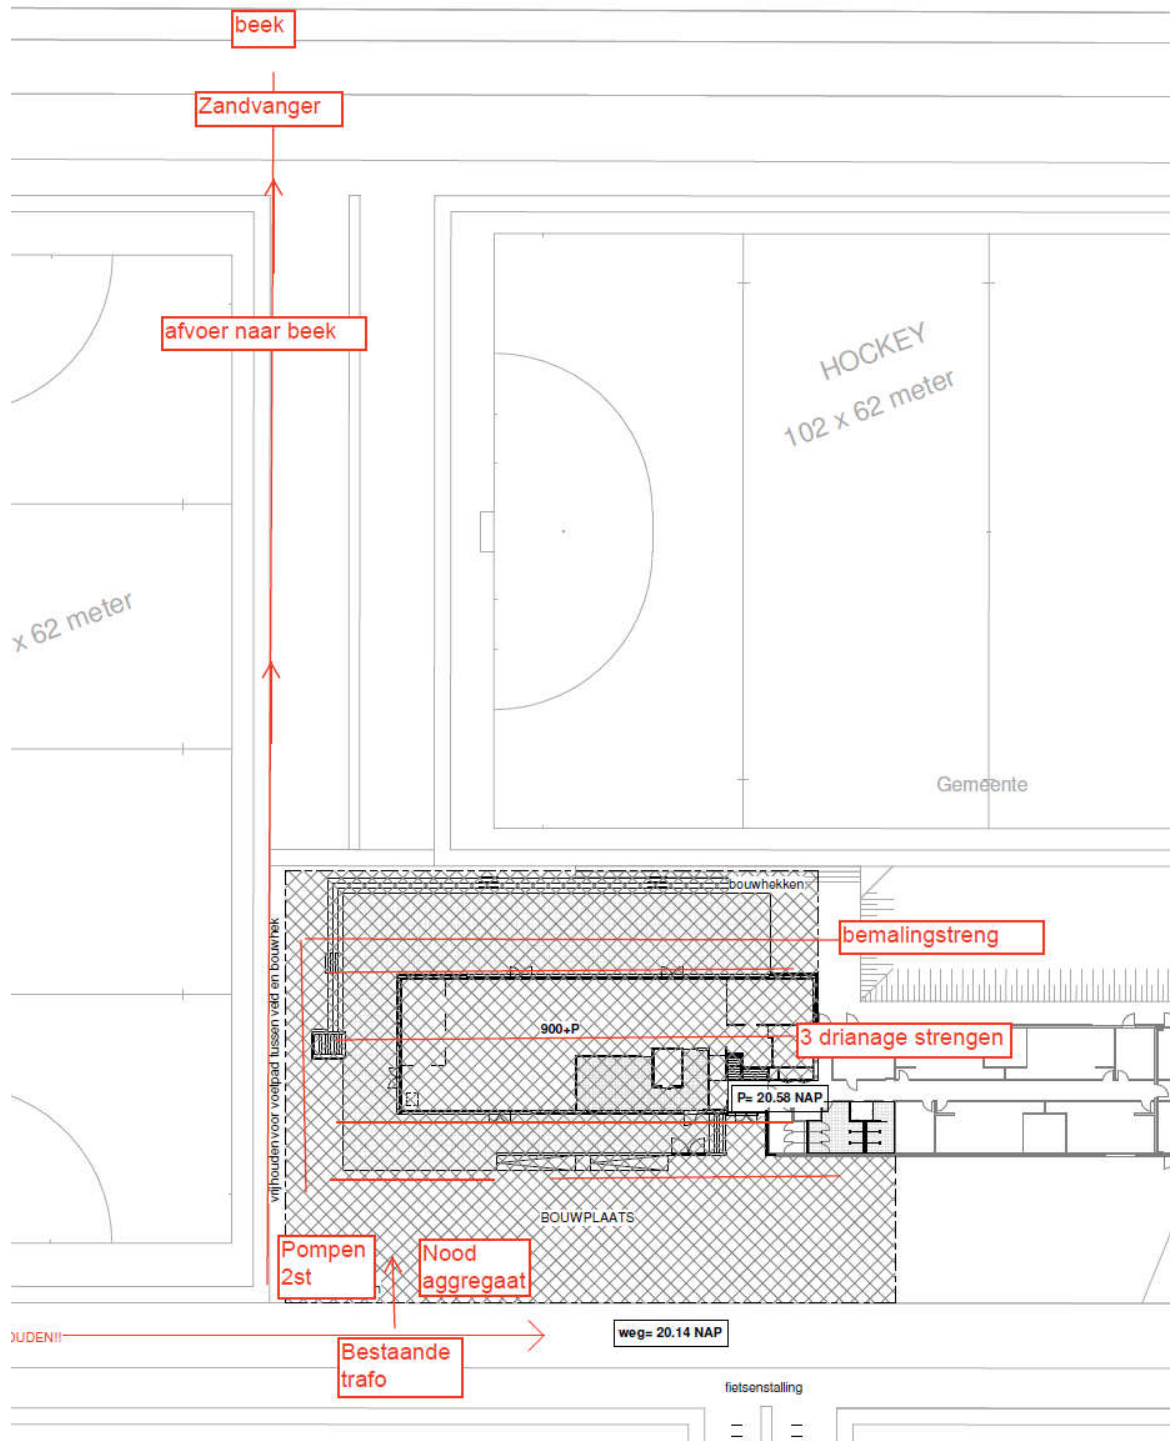 beek
Zandvanger
afvoer naar beek
HOCKEY
102 x 62 meter
x 62 meter
Gemeente
bouwhekken
bemalingstreng
vrijhouden voor voetpad tussen veld en bouwhek
900+P
3 drianage strengen
P= 20.58 NAP
BOUWPLAATS
Pompen
2st
Nood
aggregaat
OUDEN!!
weg= 20.14 NAP
Bestaande
trafo
fietsenstalling